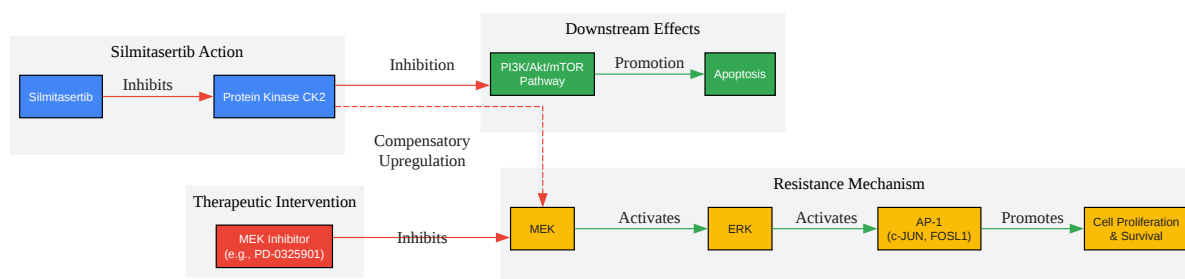 Downstream Effects
Silmitasertib Action
Inhibition
PI3K/Akt/mTOR
Pathway
Promotion
Apoptosis
Silmitasertib
Inhibits
Protein Kinase CK2
Compensatory
Upregulation
Therapeutic Intervention
MEK Inhibitor
(e.g., PD-0325901)
Inhibits
Resistance Mechanism
MEK
Activates
ERK
Activates
AP-1
(c-JUN, FOSL1)
Promotes
Cell Proliferation
& Survival